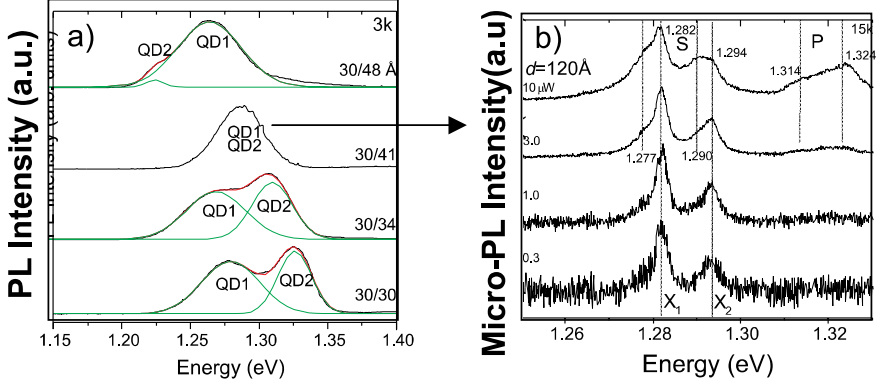 a)
3k
QD2
QD1
30/48 Å
QD1
QD2
30/41
QD1
QD2
30/34
QD1
QD2
30/30
PL Intensity (a.u.)
1.15 1.20 1.25 1.30 1.35 1.40
Energy (eV)
b)
1.282
S
P
15k
1.294
1.314
1.324
d=120Å
10 μW
3.0
1.277
1.290
1.0
0.3
X1
X2
Micro-PL Intensity(a.u)
1.26 1.28 1.30 1.32
Energy (eV)